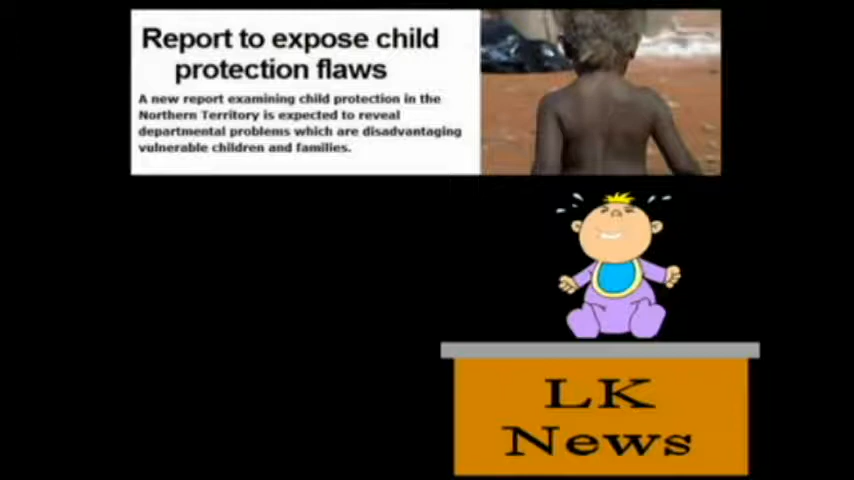 Report to expose child
protection flaws
A new report examining child protection in the
Northern Territory is expected to reveal
departmental problems which are disadvantaging
vulnerable children and families.
LK
News